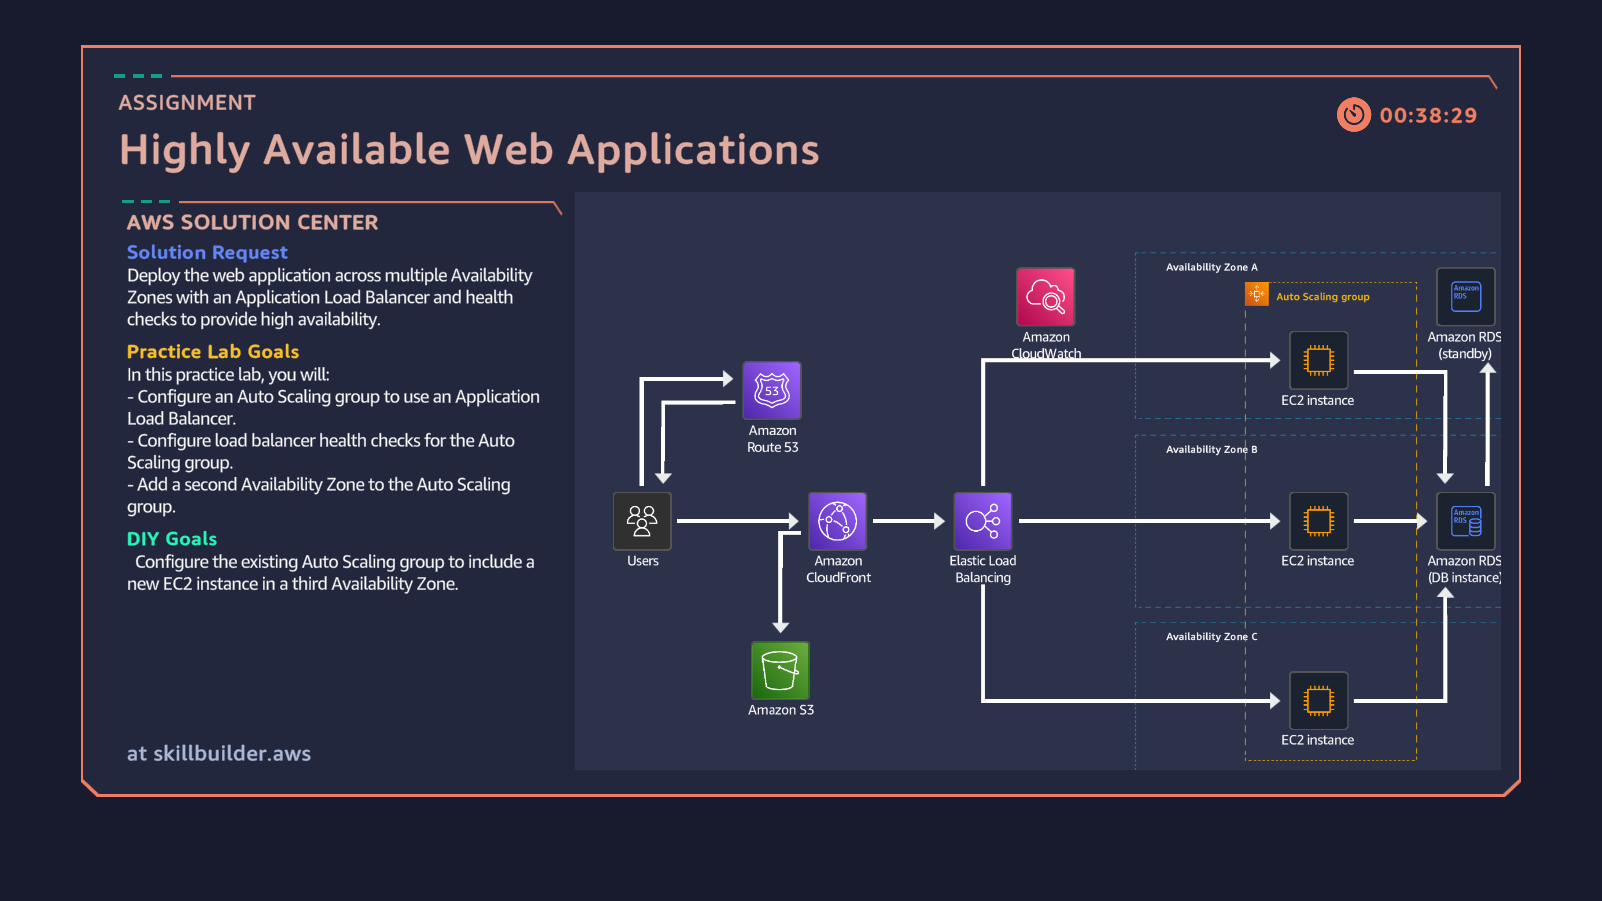 ASSIGNMENT
Highly Available Web Applications
00:38:29
AWS SOLUTION CENTER
Solution Request
Deploy the web application across multiple Availability
Zones with an Application Load Balancer and health
checks to provide high availability.
Practice Lab Goals
In this practice lab, you will:
- Configure an Auto Scaling group to use an Application
Load Balancer.
- Configure load balancer health checks for the Auto
Scaling group.
- Add a second Availability Zone to the Auto Scaling
group.
DIY Goals
Configure the existing Auto Scaling group to include a
new EC2 instance in a third Availability Zone.
at skillbuilder.aws
Users
53
Amazon
Route 53
Amazon
CloudFront
Amazon S3
Elastic Load
Balancing
Amazon
CloudWatch
Availability Zone A
Auto Scaling group
EC2 instance
Amazon
RDS
Amazon RDS
(standby)
Availability Zone B
EC2 instance
Amazon
RDS
Amazon RDS
(DB instance)
Availability Zone C
EC2 instance